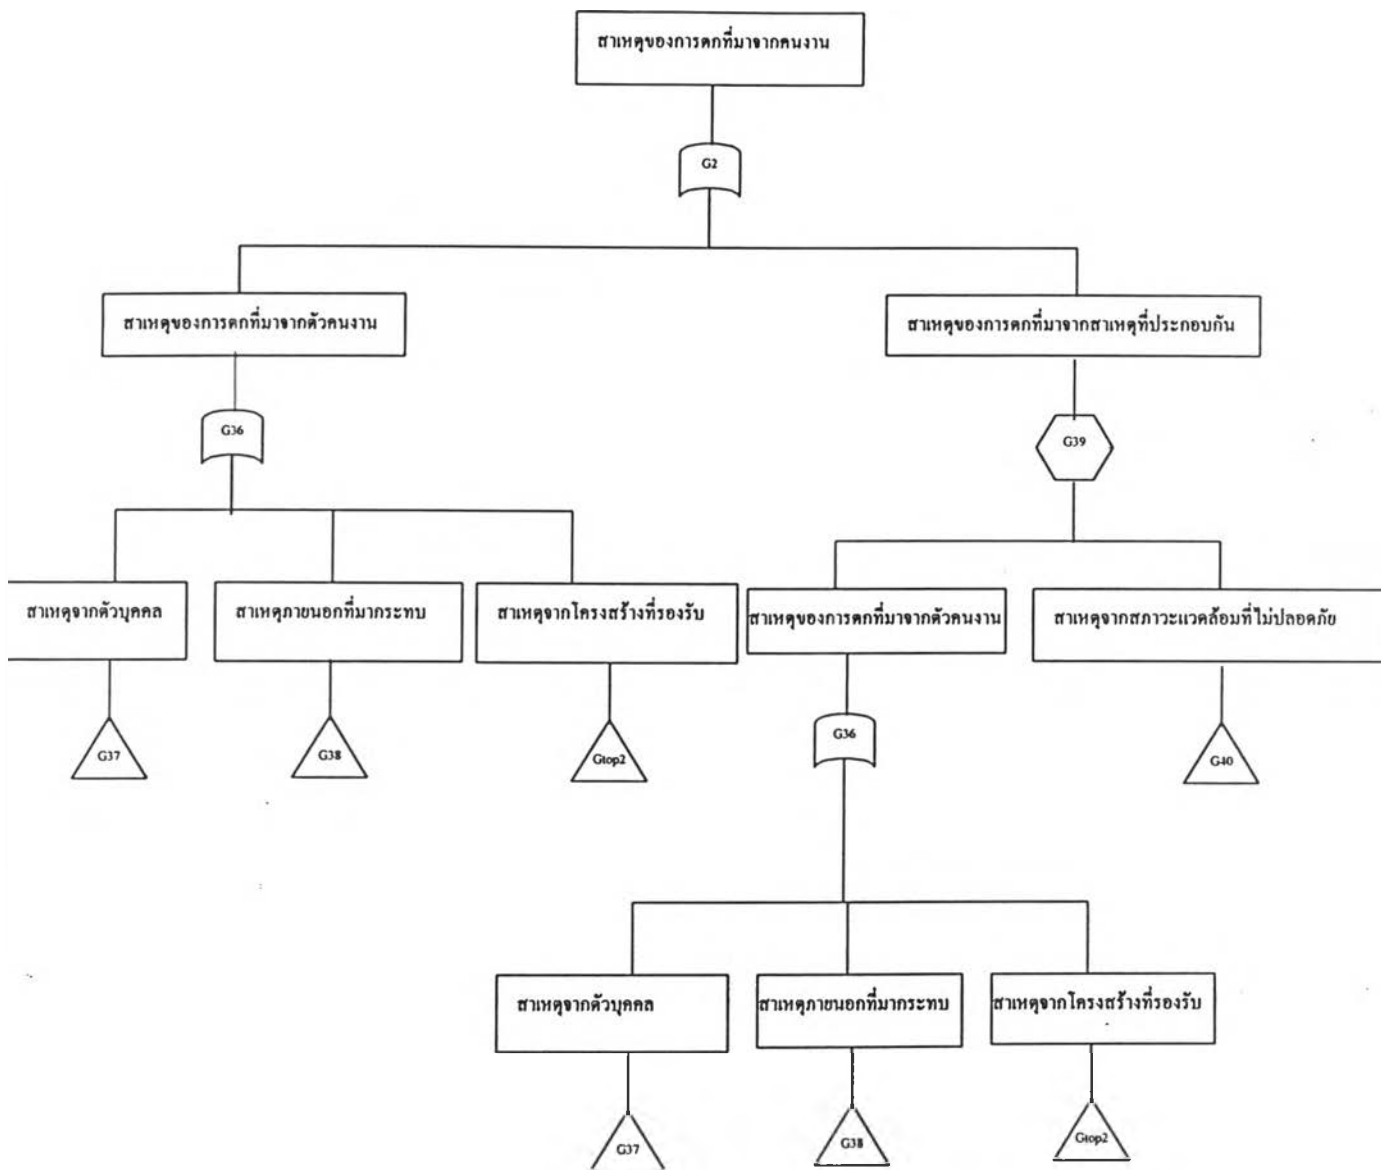 สาเหตุของการตกที่มาจากคนงาน
G2
สาเหตุของการตกที่มาจากตัวคนงาน
สาเหตุของการตกที่มาจากสาเหตุที่ประกอบกัน
G36
G39
สาเหตุจากตัวบุคคล
สาเหตุภายนอกที่มากระทบ
สาเหตุจากโครงสร้างที่รองรับ
สาเหตุของการตกที่มาจากตัวคนงาน
สาเหตุจากสภาวะแวดล้อมที่ไม่ปลอดภัย
G37
G38
Gtop2
G36
G40
สาเหตุจากตัวบุคคล
สาเหตุภายนอกที่มากระทบ
สาเหตุจากโครงสร้างที่รองรับ
G37
G38
Gtop2